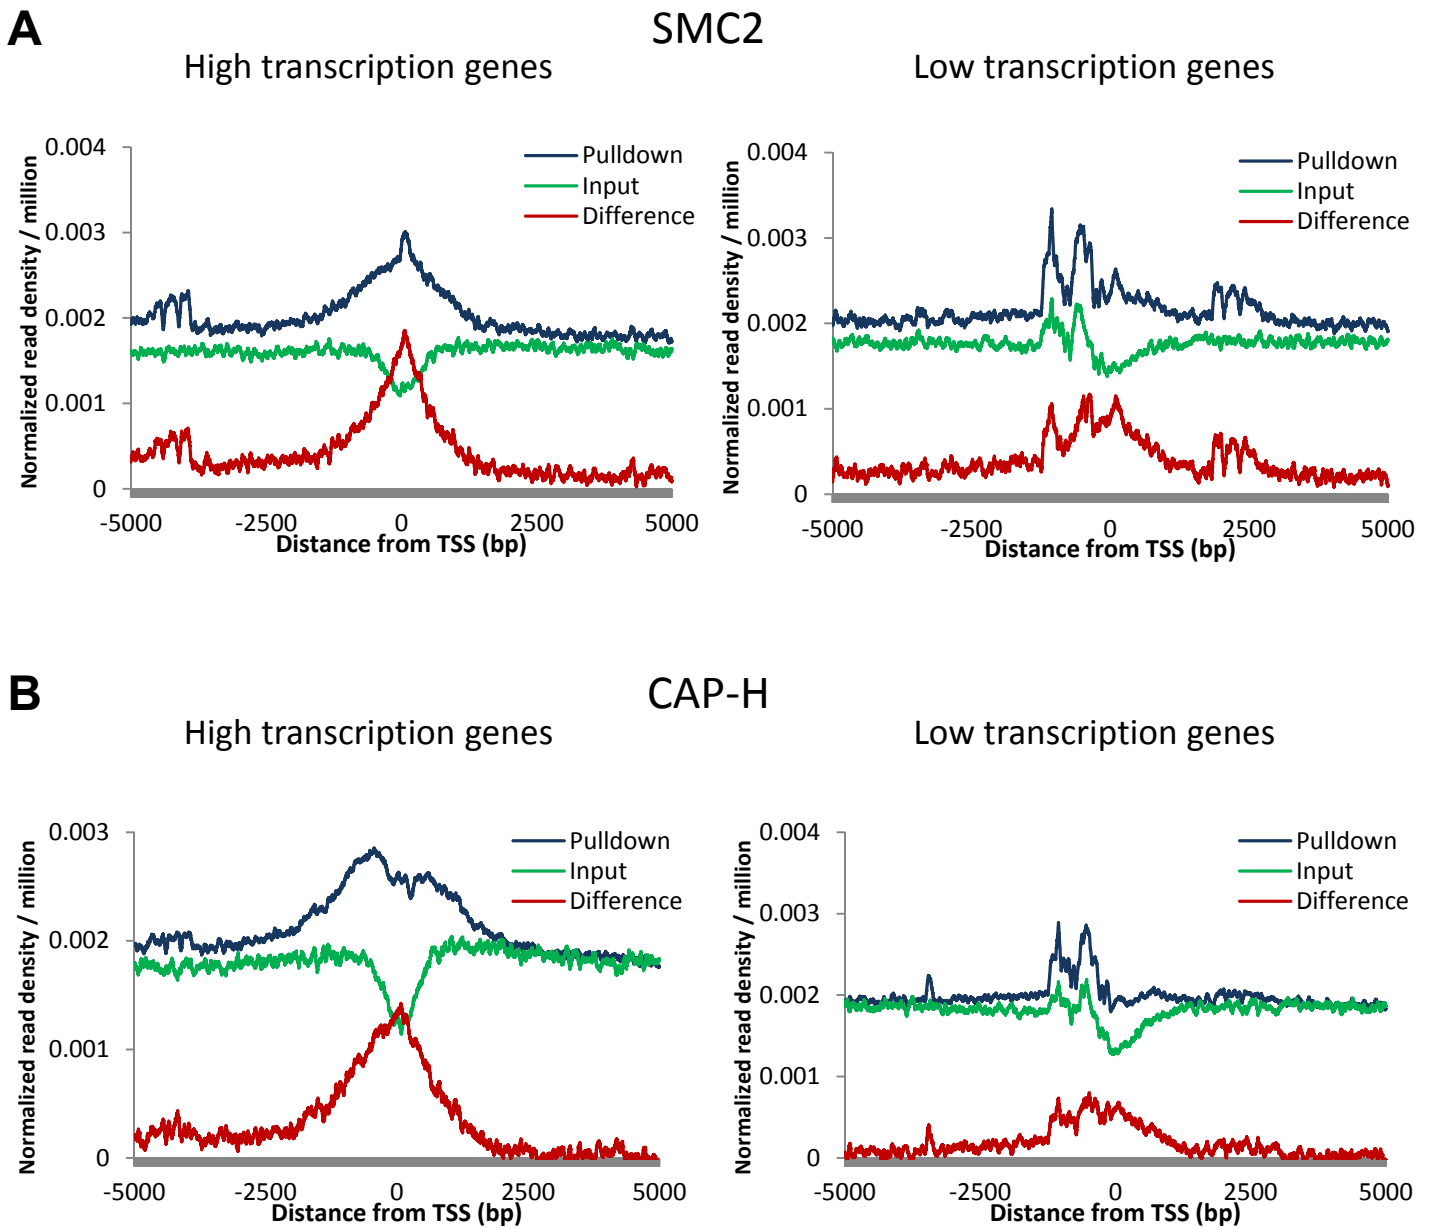 A
SMC2
High transcription genes
Low transcription genes
Normalized read density / million
0.004
0.003
0.002
0.001
0
Pulldown
Input
Difference
-5000 -2500 0 2500 5000
Distance from TSS (bp)
Normalized read density / million
0.004
0.003
0.002
0.001
0
Pulldown
Input
Difference
-5000 -2500 0 2500 5000
Distance from TSS (bp)
B
CAP-H
High transcription genes
Low transcription genes
Normalized read density / million
0.003
0.002
0.001
0
Pulldown
Input
Difference
-5000 -2500 0 2500 5000
Distance from TSS (bp)
Normalized read density / million
0.004
0.003
0.002
0.001
0
Pulldown
Input
Difference
-5000 -2500 0 2500 5000
Distance from TSS (bp)